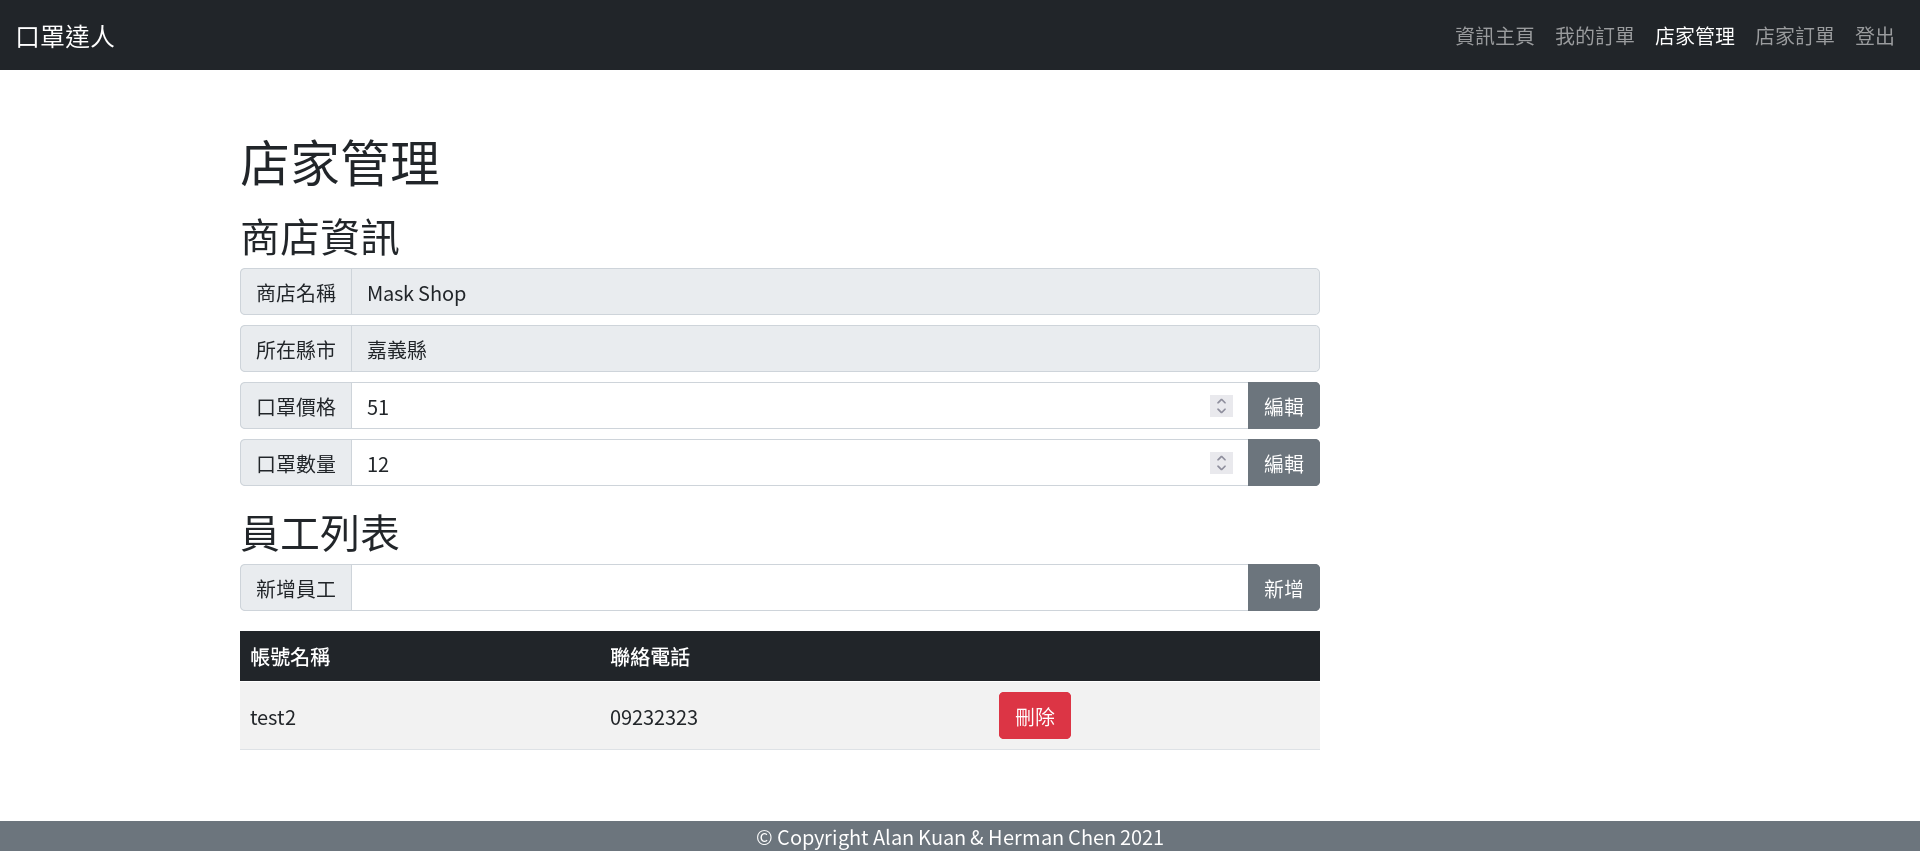 口罩達人
資訊主頁 我的訂單 店家管理 店家訂單 登出
店家管理
商店資訊
商店名稱 Mask Shop
所在縣市 嘉義縣
口罩價格 51 編輯
口罩數量 12 編輯
員工列表
新增員工 新增
帳號名稱 聯絡電話
test2 09232323 刪除
© Copyright Alan Kuan & Herman Chen 2021